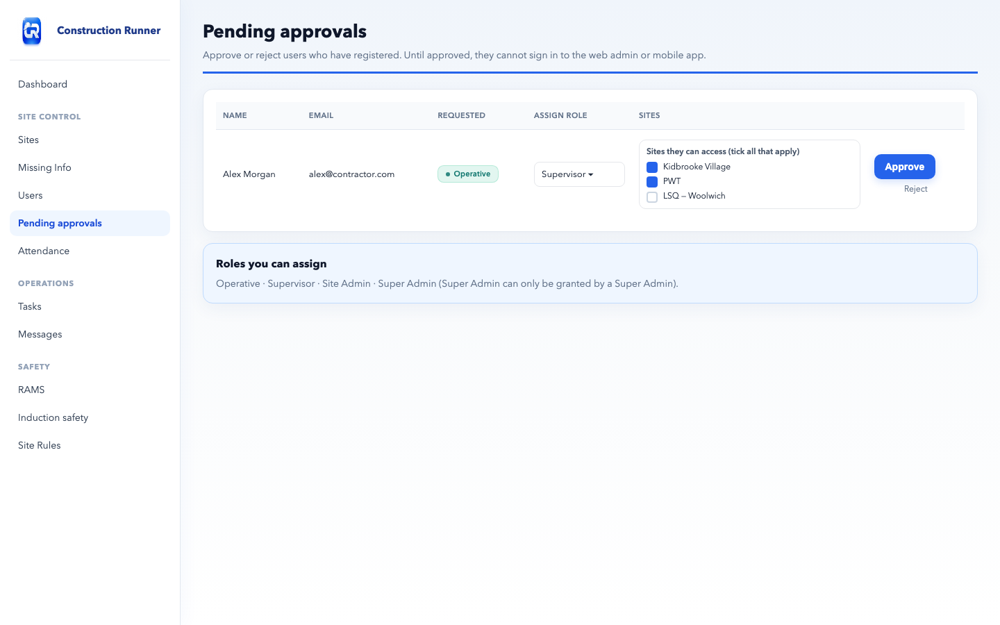 Construction Runner
Dashboard
SITE CONTROL
Sites
Missing Info
Users
Pending approvals
Attendance
OPERATIONS
Tasks
Messages
SAFETY
RAMS
Induction safety
Site Rules
Pending approvals
Approve or reject users who have registered. Until approved, they cannot sign in to the web admin or mobile app.
NAME EMAIL REQUESTED ASSIGN ROLE SITES
Alex Morgan alex@contractor.com Operative Supervisor
Sites they can access (tick all that apply)
Kidbrooke Village
PWT
LSQ – Woolwich
Approve
Reject
Roles you can assign
Operative · Supervisor · Site Admin · Super Admin (Super Admin can only be granted by a Super Admin).